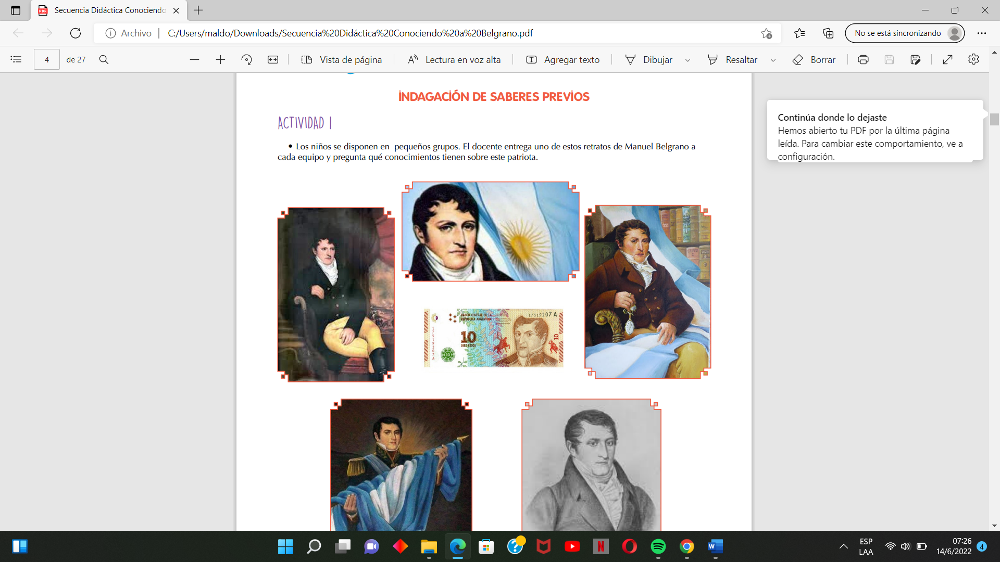 Secuencia Didáctica Conociendo
Archivo
C:/Users/maldo/Downloads/Secuencia%20Didáctica%20Conociendo%20a%20Belgrano.pdf
No se está sincronizando
4
de 27
Vista de página
Lectura en voz alta
Agregar texto
Dibujar
Resaltar
Borrar
INDAGACIÓN DE SABERES PREVIOS
ACTIVIDAD 1
• Los niños se disponen en pequeños grupos. El docente entrega uno de estos retratos de Manuel Belgrano a
cada equipo y pregunta qué conocimientos tienen sobre este patriota.
Continúa donde lo dejaste
Hemos abierto tu PDF por la última página
leída. Para cambiar este comportamiento, ve a
configuración.
BANCO CENTRAL DE LA
REPÚBLICA ARGENTINA
17519207 A
17519207A
10
DIEZ PESOS
10
10
ESP
LAA
07:26
14/6/2022
4